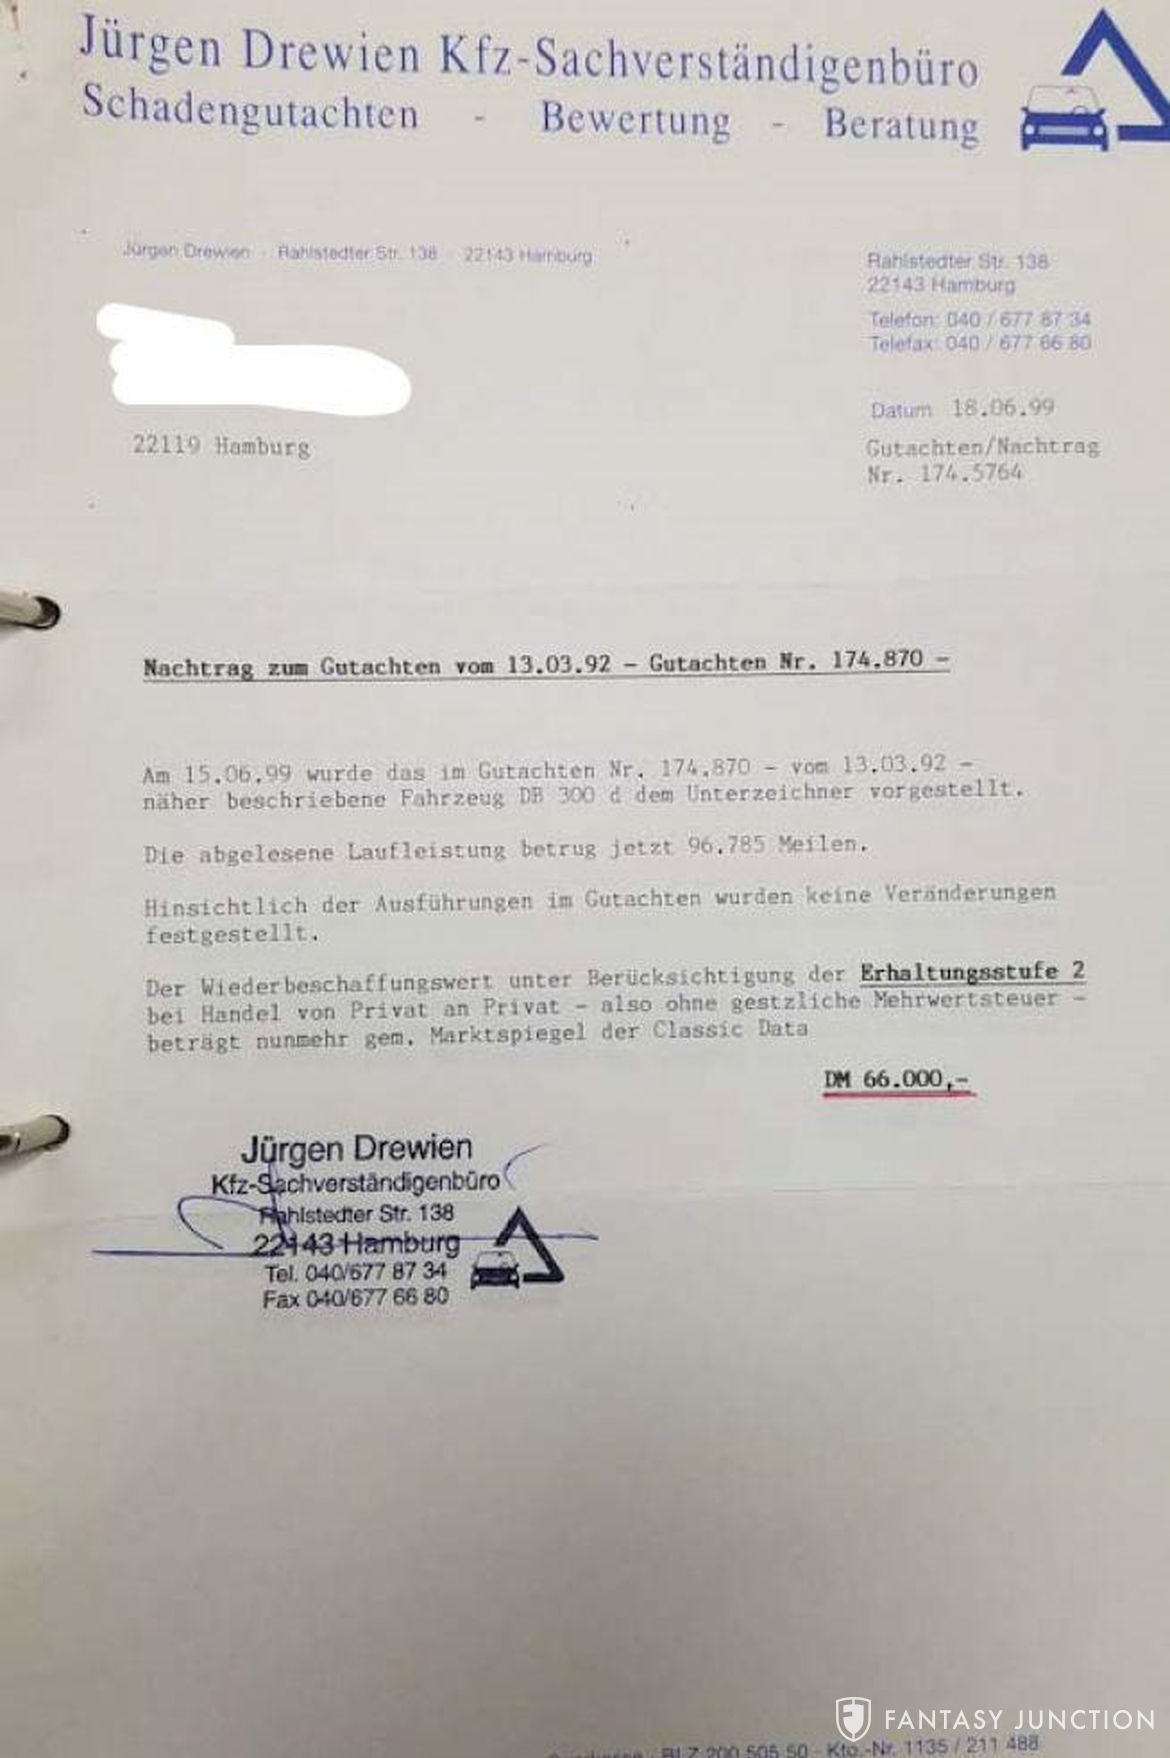 Jürgen Drewien Kfz-Sachverständigenbüro
Schadengutachten - Bewertung - Beratung
Jürgen Drewien - Rahlstedter Str. 138 - 22143 Hamburg
Rahlstedter Str. 138
22143 Hamburg
Telefon: 040 / 677 87 34
Telefax: 040 / 677 66 80
Datum 18.06.99
22119 Hamburg
Gutachten/Nachtrag
Nr. 174.5764
Nachtrag zum Gutachten vom 13.03.92 - Gutachten Nr. 174.870 -
Am 15.06.99 wurde das im Gutachten Nr. 174.870 - vom 13.03.92 -
näher beschriebene Fahrzeug DB 300 d dem Unterzeichner vorgestellt.
Die abgelesene Laufleistung betrug jetzt 96.785 Meilen.
Hinsichtlich der Ausführungen im Gutachten wurden keine Veränderungen
festgestellt.
Der Wiederbeschaffungswert unter Berücksichtigung der Erhaltungsstufe 2
bei Handel von Privat an Privat - also ohne gestzliche Mehrwertsteuer -
beträgt nunmehr gem. Marktspiegel der Classic Data
DM 66.000,-
Jürgen Drewien
Kfz-Sachverständigenbüro
Rahlstedter Str. 138
22143 Hamburg
Tel. 040/677 87 34
Fax 040/677 66 80
FANTASY JUNCTION
BLZ 200 505 50 - Kto.-Nr. 1135 / 211 488